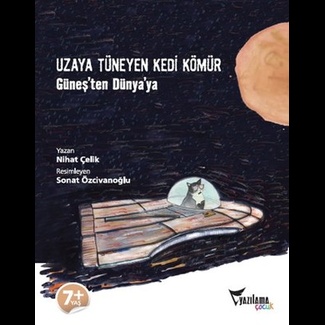 UZAYA TÜNEYEN KEDİ KÖMÜR
Güneş'ten Dünya'ya
Yazan
Nihat Çelik
Resimleyen
Sonat Özcivanoğlu
7+
YAŞ
yazılama
çocuk